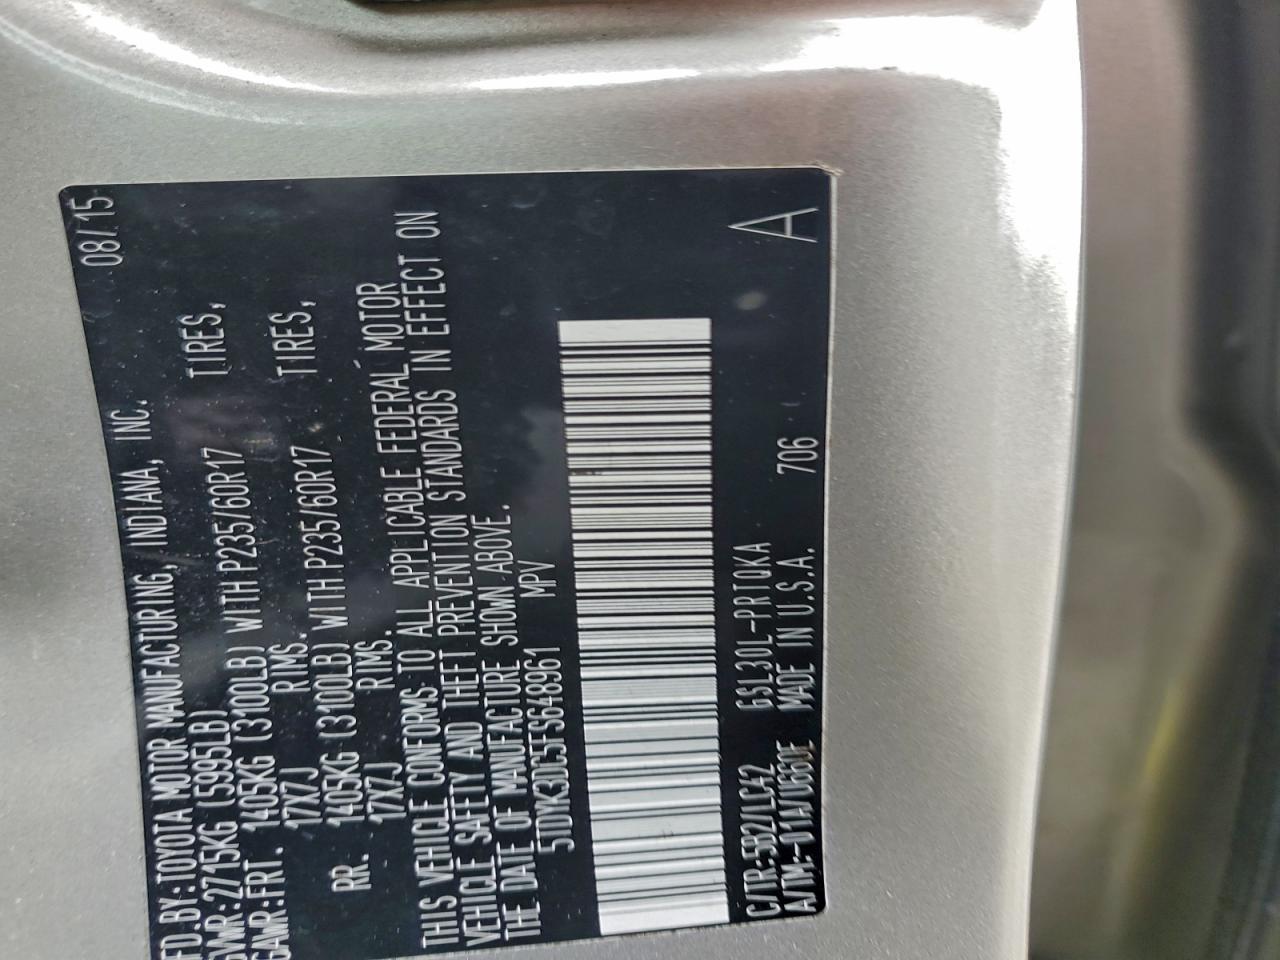 MFD.BY:TOYOTA MOTOR MANUFACTURING, INDIANA, INC. 08/15
GVWR:2715KG (5995LB)
GAWR:FRT. 1405KG (3100LB) WITH P235/60R17 TIRES,
17X7J RIMS.
RR. 1405KG (3100LB) WITH P235/60R17 TIRES,
17X7J RIMS.
THIS VEHICLE CONFORMS TO ALL APPLICABLE FEDERAL MOTOR
VEHICLE SAFETY AND THEFT PREVENTION STANDARDS IN EFFECT ON
THE DATE OF MANUFACTURE SHOWN ABOVE.
5TDYK3DC5FS648961 MPV
C/TR:5B2/LC42 GSL30L-PRTQKA
A/TM:-01A/U660E MADE IN U.S.A. 706 A